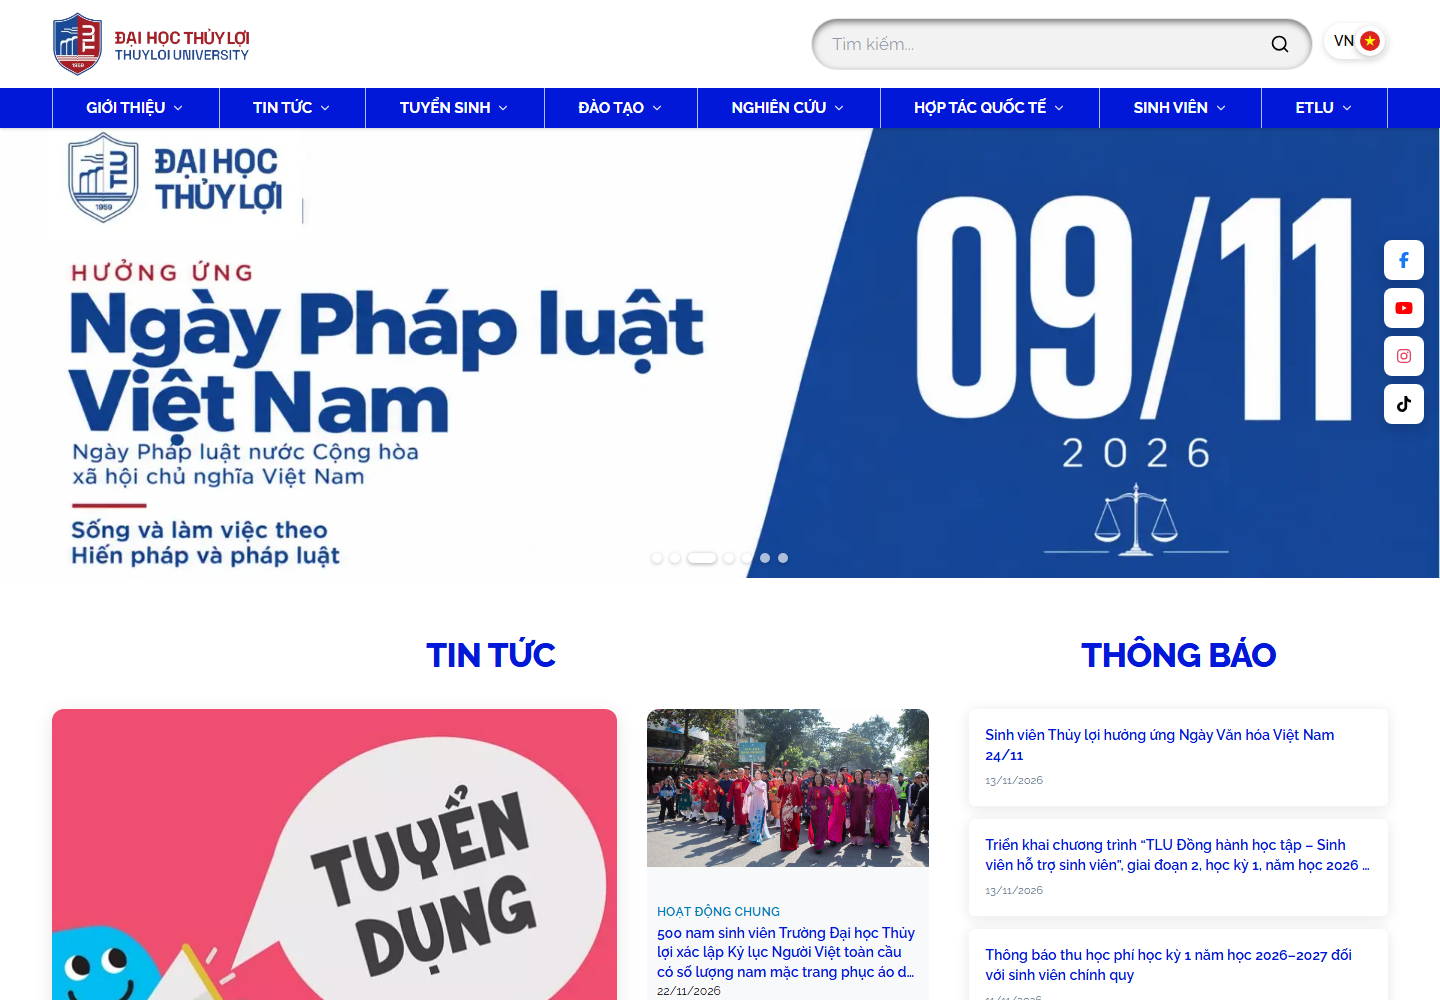 ĐẠI HỌC THỦY LỢI
THUYLOI UNIVERSITY
TLU
1959
Tìm kiếm...
VN
GIỚI THIỆU
TIN TỨC
TUYỂN SINH
ĐÀO TẠO
NGHIÊN CỨU
HỢP TÁC QUỐC TẾ
SINH VIÊN
ETLU
TLU
1959
ĐẠI HỌC
THỦY LỢI
HƯỞNG ỨNG
Ngày Pháp luật
Việt Nam
Ngày Pháp luật nước Cộng hòa
xã hội chủ nghĩa Việt Nam
Sống và làm việc theo
Hiến pháp và pháp luật
09/11
2026
TIN TỨC
TUYỂN
DỤNG
HOẠT ĐỘNG CHUNG
500 nam sinh viên Trường Đại học Thủy
lợi xác lập Kỷ lục Người Việt toàn cầu
có số lượng nam mặc trang phục áo d...
22/11/2026
THÔNG BÁO
Sinh viên Thủy lợi hưởng ứng Ngày Văn hóa Việt Nam
24/11
13/11/2026
Triển khai chương trình “TLU Đồng hành học tập – Sinh
viên hỗ trợ sinh viên”, giai đoạn 2, học kỳ 1, năm học 2026 ...
13/11/2026
Thông báo thu học phí học kỳ 1 năm học 2026–2027 đối
với sinh viên chính quy
11/11/2026